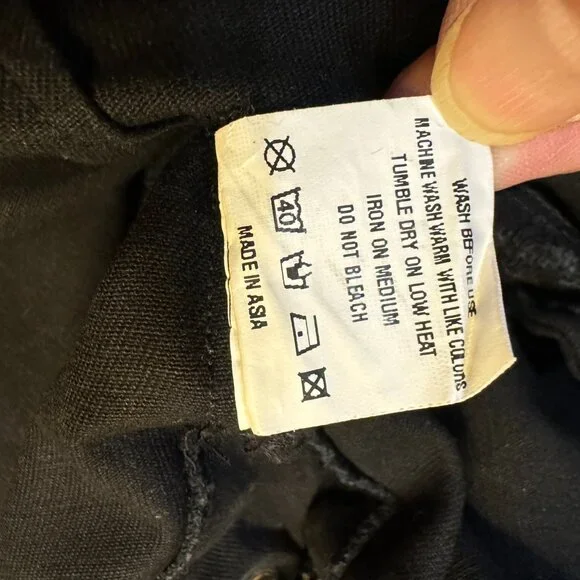 WASH BEFORE USE
MACHINE WASH WARM WITH LIKE COLORS
TUMBLE DRY ON LOW HEAT
IRON ON MEDIUM
DO NOT BLEACH
40
MADE IN ASIA